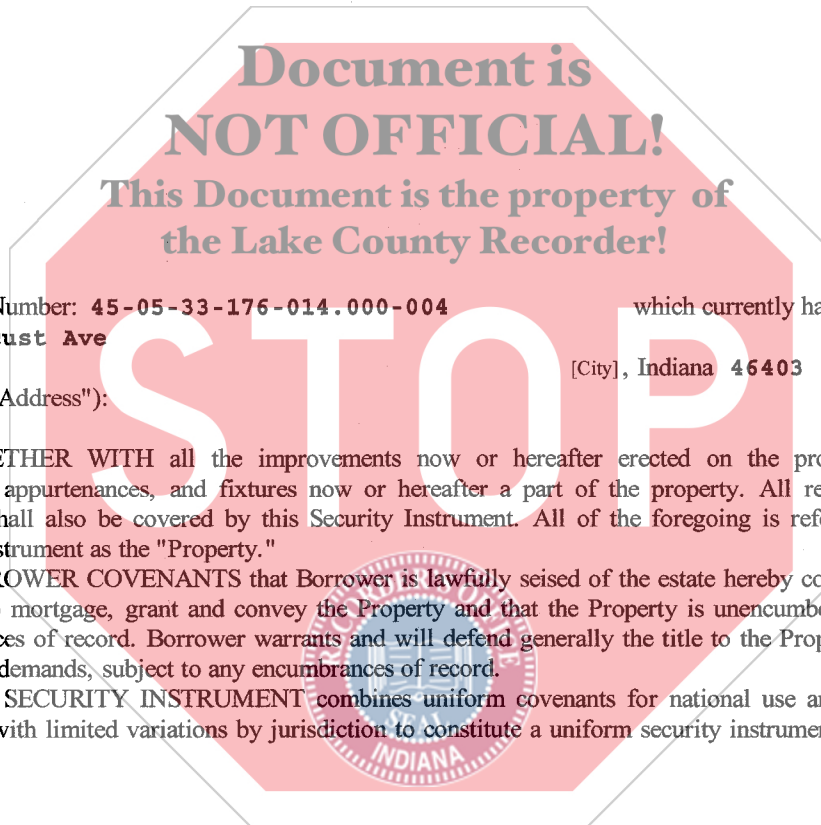 Document is
NOT OFFICIAL!
This Document is the property of
the Lake County Recorder!
Number: 45-05-33-176-014.000-004 which currently ha
ust Ave
[City], Indiana 46403
Address"):
ETHER WITH all the improvements now or hereafter erected on the pro
appurtenances, and fixtures now or hereafter a part of the property. All re
hall also be covered by this Security Instrument. All of the foregoing is refe
strument as the "Property."
ROWER COVENANTS that Borrower is lawfully seised of the estate hereby co
mortgage, grant and convey the Property and that the Property is unencumbe
ces of record. Borrower warrants and will defend generally the title to the Prop
demands, subject to any encumbrances of record.
SECURITY INSTRUMENT combines uniform covenants for national use a
with limited variations by jurisdiction to constitute a uniform security instrumen
STOP
RECORDER'S OFFICE
SEAL
INDIANA